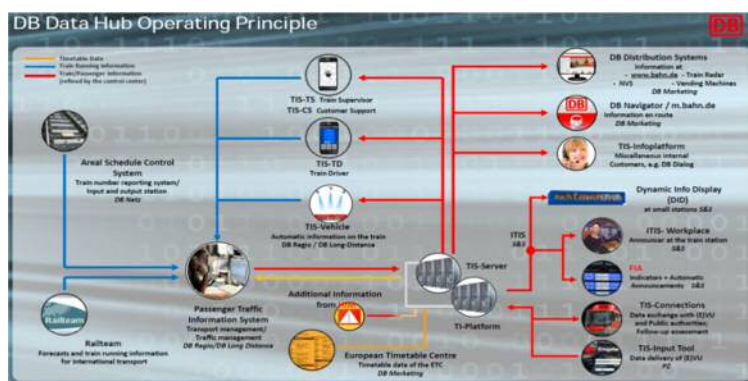 DB Data Hub Operating Principle
DB
Timetable Data
Train Running Information
Train/Passenger Information
(refined by the control center)
TIS-TS Train Supervisor
TIS-CS Customer Support
TIS-TD
Train Driver
TIS-Vehicle
Automatic information on the train
DB Regio / DB Long-Distance
Areal Schedule Control
System
Train number reporting system/
Input and output station
DB Netz
Railteam
Railteam
Forecasts and train running information
for international transport
Passenger Traffic
Information System
Transport management/
Traffic management
DB Regio/DB Long Distance
Additional Information
from
European Timetable Centre
Timetable data of the ETC
DB Marketing
TIS-Server
TI-Platform
ITIS
S&S
DB Distribution Systems
Information at
- www.bahn.de - Train Radar
- NVS - Vending Machines
DB Marketing
DB
DB Navigator / m.bahn.de
Information en route
DB Marketing
TIS-Infoplatform
Miscellaneous internal
Customers, e.g. DB Dialog
Dynamic Info Display
(DID)
at small stations S&S
ITIS- Workplace
Announcer at the train station
S&S
FIA
Indicators + Automatic
Announcements S&S
TIS-Connections
Data exchange with (E)VU
and Public authorities;
Follow-up assessment
TIS-Input Tool
Data delivery of (E)VU
PZ